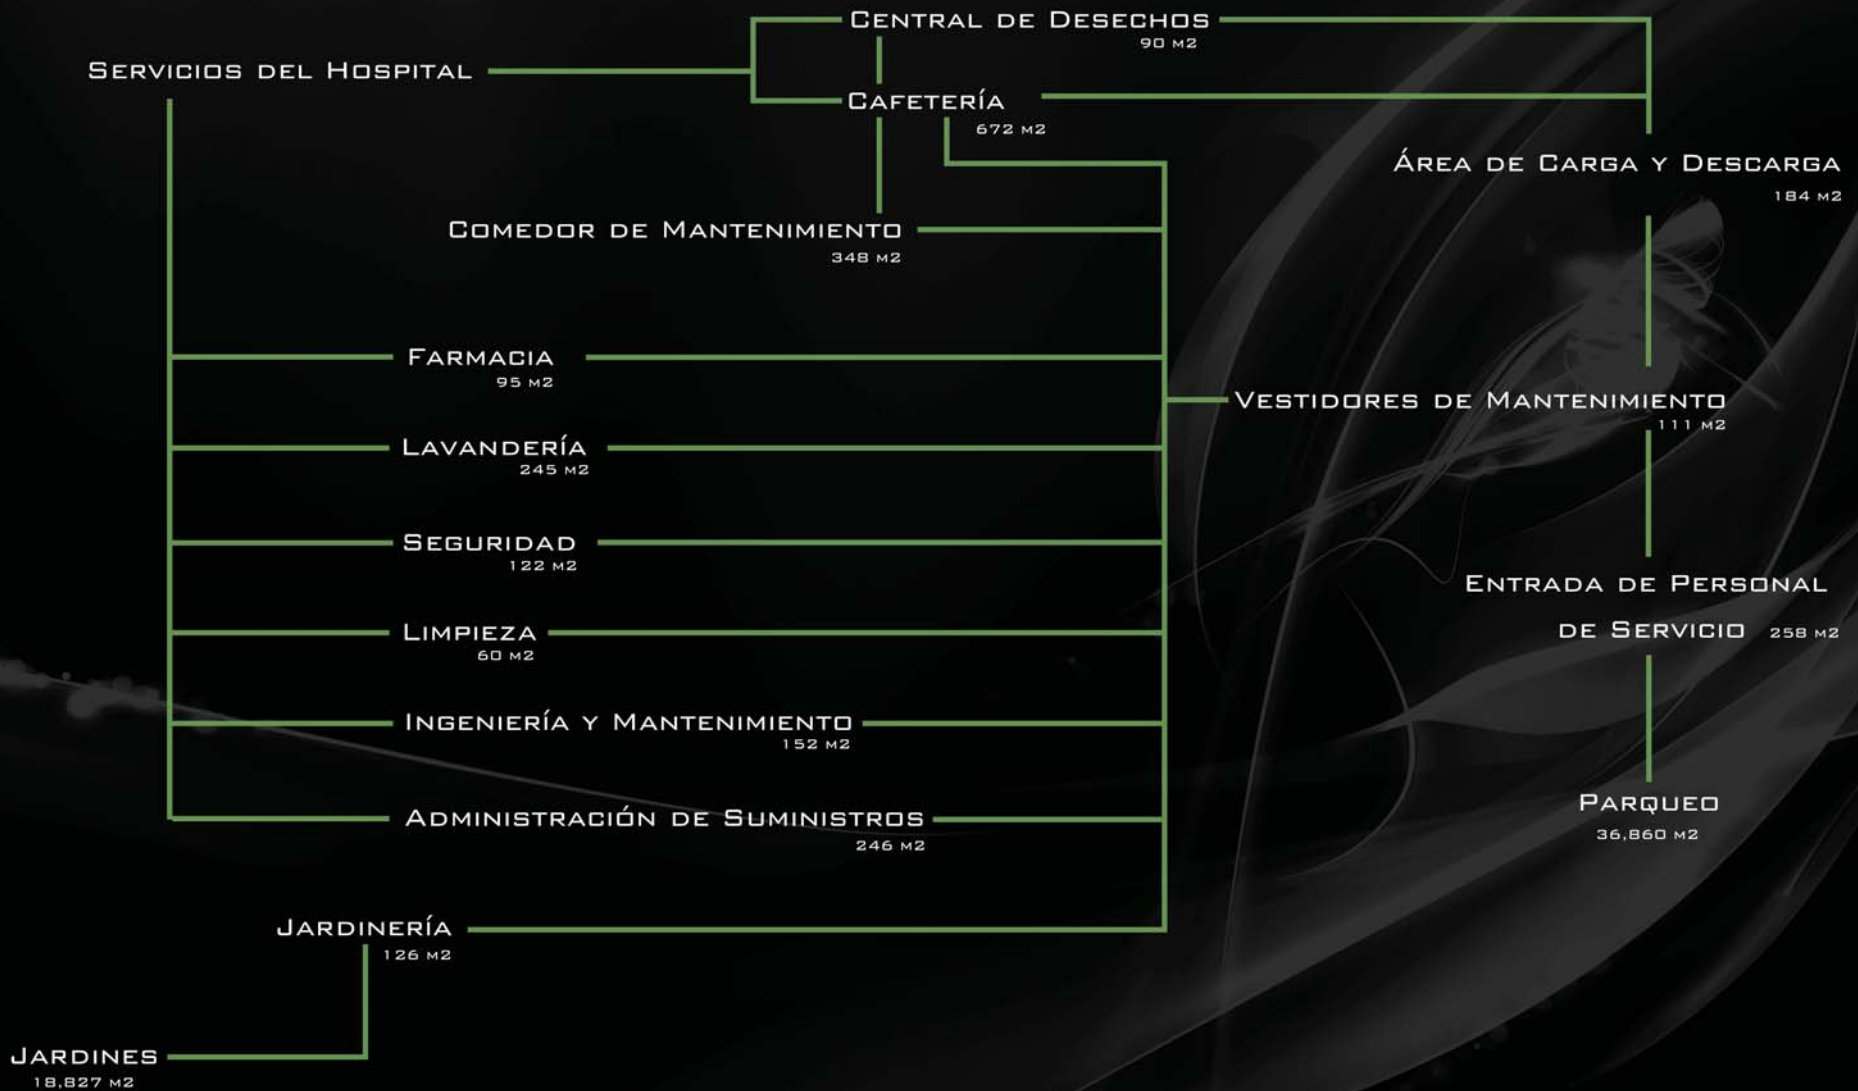 Central de Desechos
90 m2
Servicios del Hospital
Cafetería
672 m2
Área de Carga y Descarga
184 m2
Comedor de Mantenimiento
348 m2
Farmacia
95 m2
Vestidores de Mantenimiento
111 m2
Lavandería
245 m2
Seguridad
122 m2
Entrada de Personal
de Servicio 258 m2
Limpieza
60 m2
Ingeniería y Mantenimiento
152 m2
Parqueo
36,860 m2
Administración de Suministros
246 m2
Jardinería
126 m2
Jardines
18,827 m2